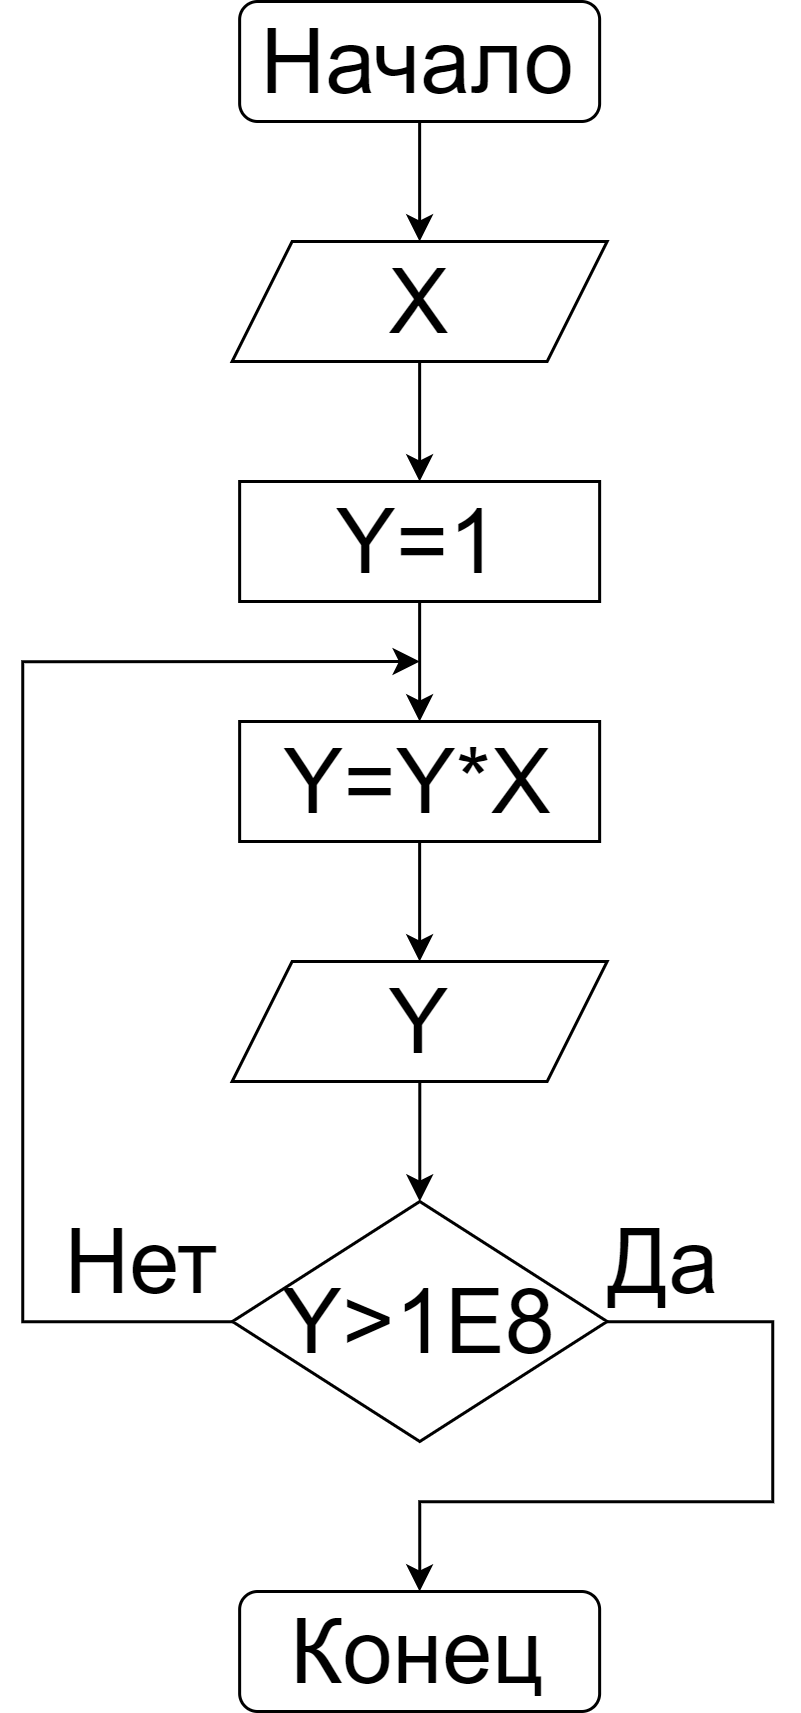 Начало
X
Y=1
Y=Y*X
Y
Нет
Y>1E8
Да
Конец